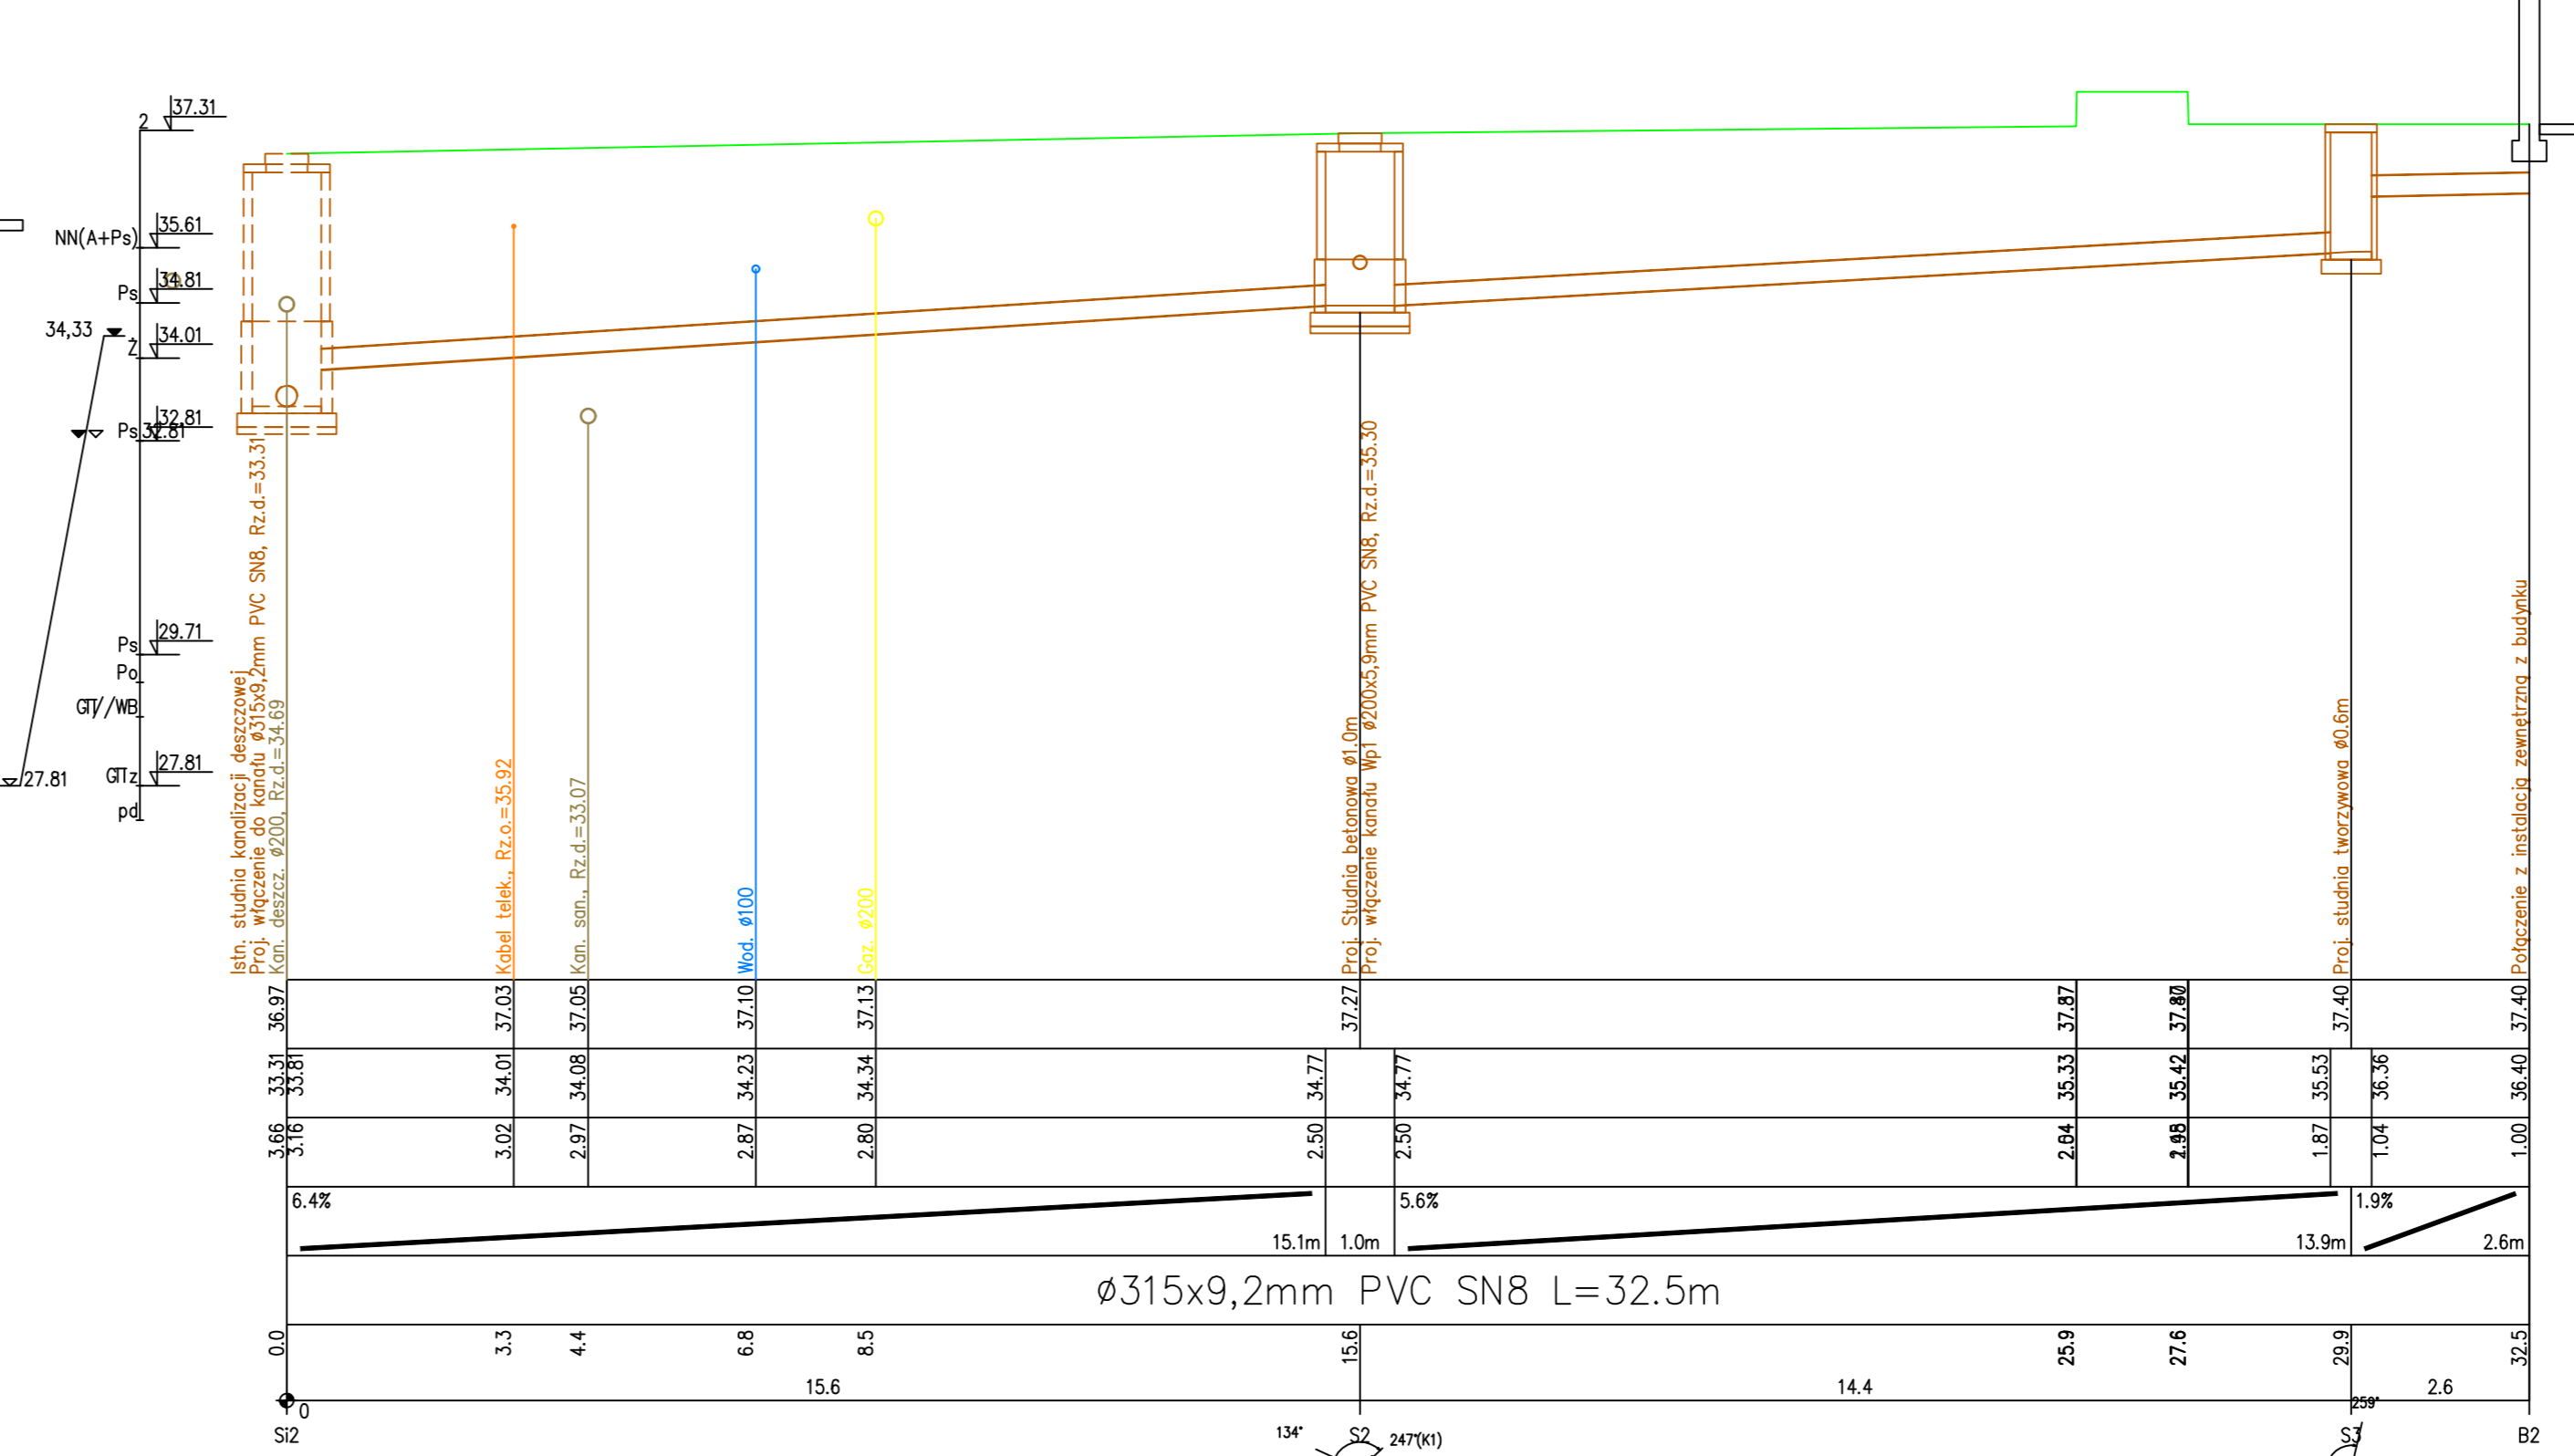 2 37.31
NN(A+Ps) 35.61
Ps 34.81
34,33
Ż 34.01
Ps 32.81 32.81
Ps 29.71
Po
GTT//WB
27.81 GTTz 27.81
pd
Istn. studnia kanalizacji deszczowej
Proj. włączenie do kanału ø315x9,2mm PVC SN8, Rz.d.=33.31
Kan. deszcz. ø200, Rz.d.=34.69
Kabel telek., Rz.o.=35.92
Kan. san., Rz.d.=33.07
Wod. ø100
Gaz. ø200
Proj. Studnia betonowa ø1.0m
Proj. włączenie kanału Wp1 ø200x5,9mm PVC SN8, Rz.d.=35.30
Proj. studnia tworzywowa ø0.6m
Połączenie z instalacją zewnętrzną z budynku
36.97 37.03 37.05 37.10 37.13 37.27 37.40 37.40
33.31 33.81 34.01 34.08 34.23 34.34 34.77 34.77 35.33 35.42 35.53 36.36 36.40
3.66 3.16 3.02 2.97 2.87 2.80 2.50 2.50 1.87 1.04 1.00
6.4% 5.6% 1.9%
15.1m 1.0m 13.9m 2.6m
ø315x9,2mm PVC SN8 L=32.5m
0.0 3.3 4.4 6.8 8.5 15.6 25.9 27.6 29.9 32.5
15.6 14.4 2.6
0 259°
Si2 134° S2 247°(K1) S3 B2